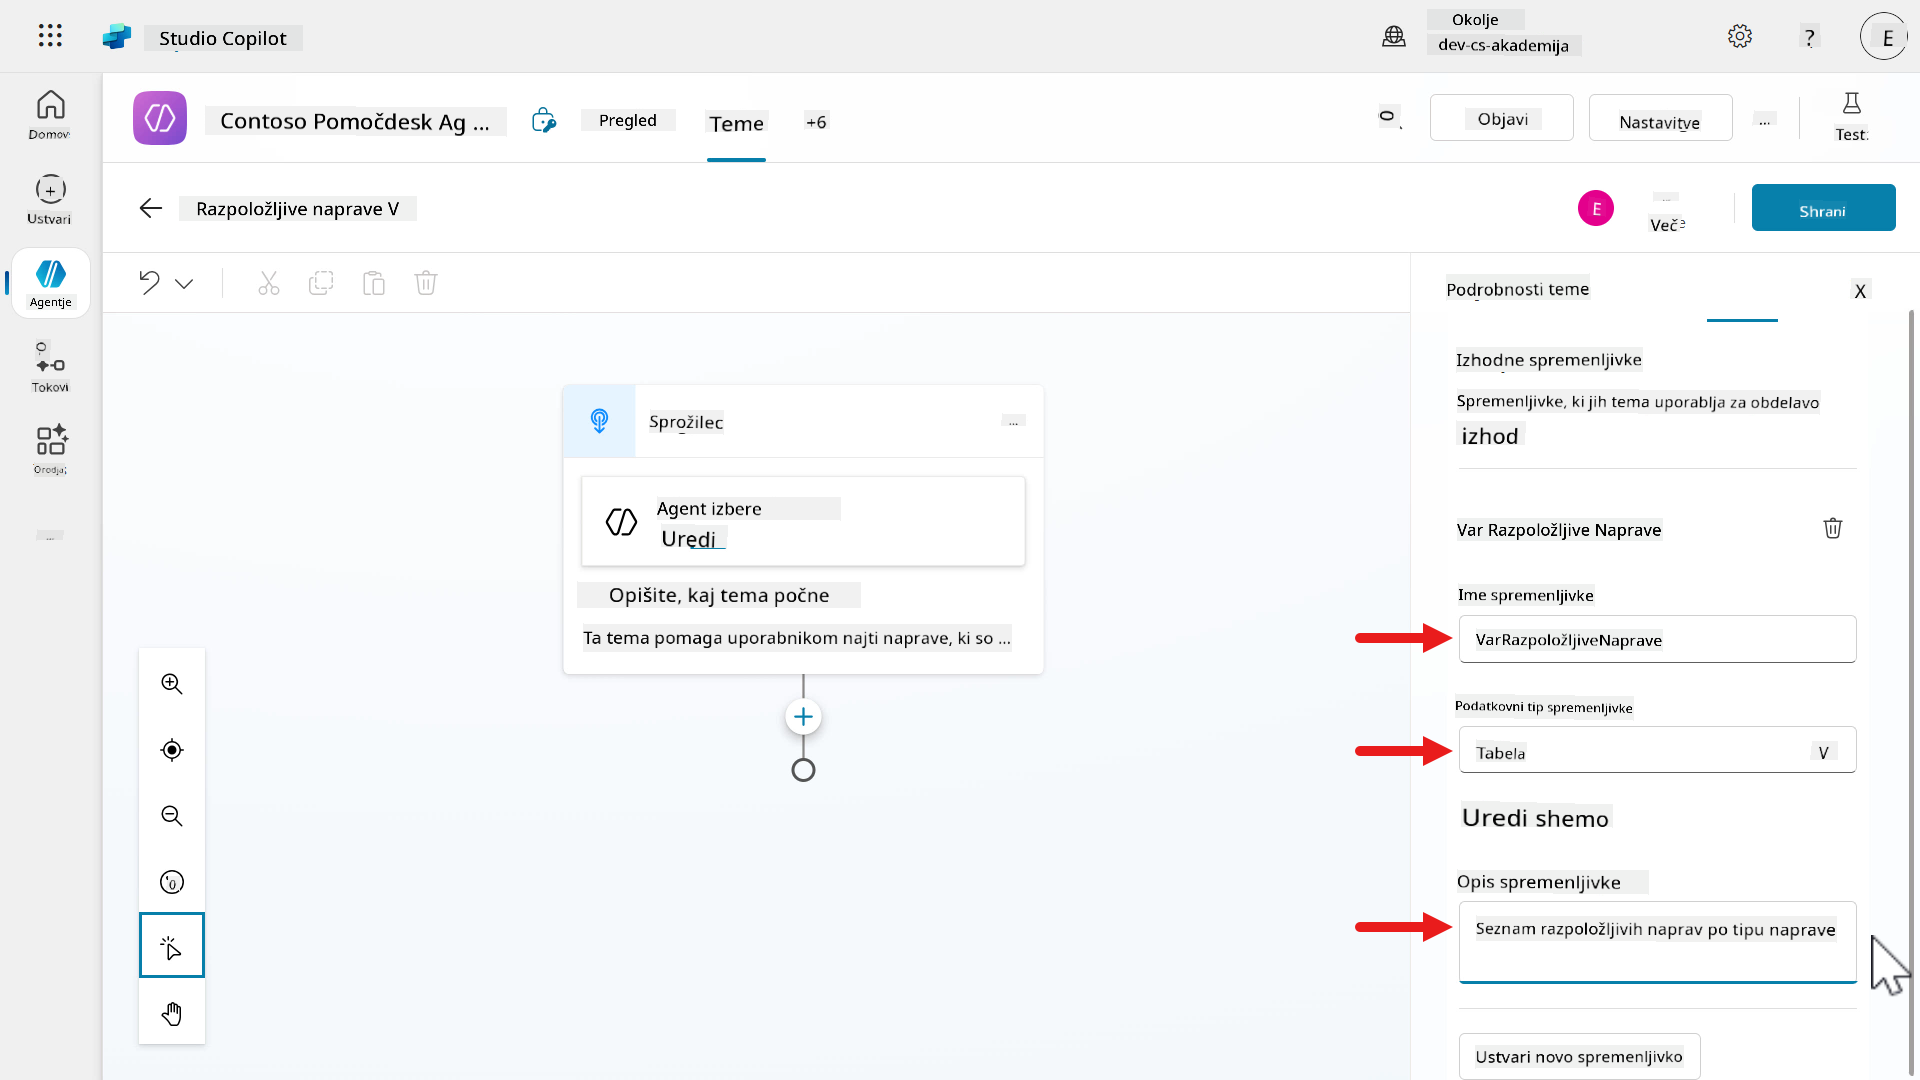 Studio Copilot
Okolje
dev-cs-akademija
?
E
Domov
Ustvari
Agentje
Tokovi
Orodja
...
Contoso Pomočdesk Ag ...
Pregled
Teme
+6
Objavi
Nastavitve
...
Test
Razpoložljive naprave V
E
...
Več
Shrani
Sprožilec
...
Agent izbere
Uredi
Opišite, kaj tema počne
Ta tema pomaga uporabnikom najti naprave, ki so ...
Podrobnosti teme
X
Izhodne spremenljivke
Spremenljivke, ki jih tema uporablja za obdelavo
izhod
Var Razpoložljive Naprave
Ime spremenljivke
VarRazpoložljiveNaprave
Podatkovni tip spremenljivke
Tabela
V
Uredi shemo
Opis spremenljivke
Seznam razpoložljivih naprav po tipu naprave
Ustvari novo spremenljivko